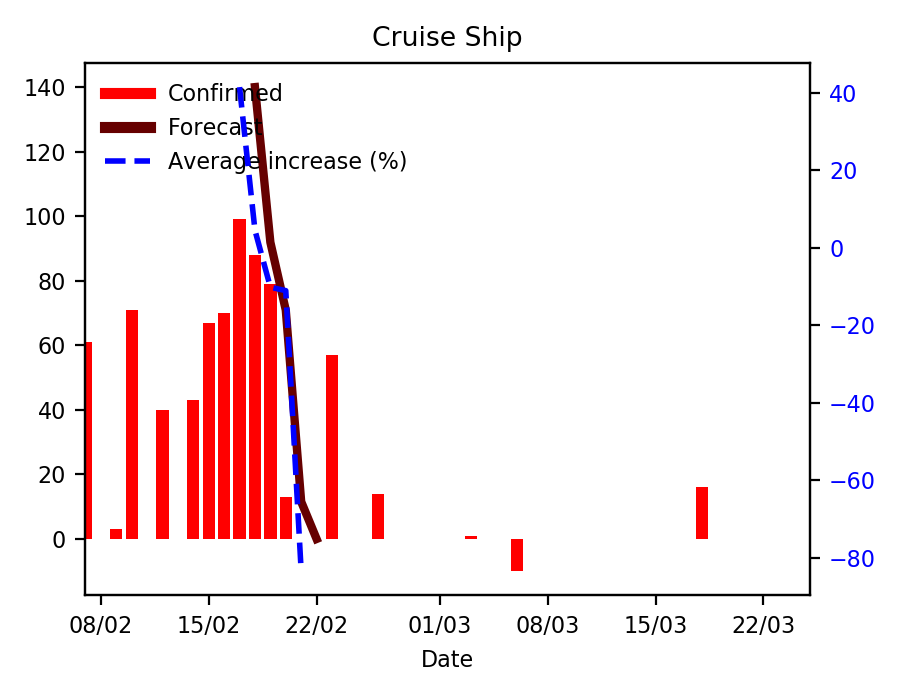 Cruise Ship
Confirmed
Forecast
Average increase (%)
140
120
100
80
60
40
20
0
40
20
0
−20
−40
−60
−80
08/02 15/02 22/02 01/03 08/03 15/03 22/03
Date